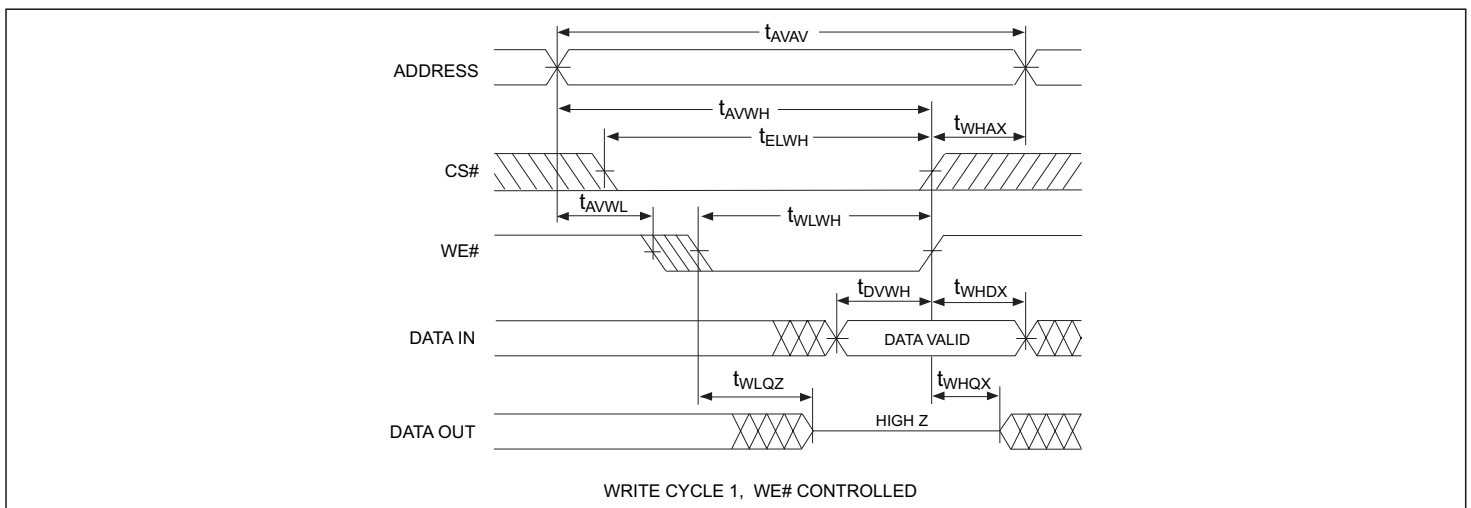 tAVAV
ADDRESS
tAVWH
tWHAX
tELWH
CS#
tAVWL
tWLWH
WE#
tDVWH
tWHDX
DATA IN
DATA VALID
tWLQZ
tWHQX
HIGH Z
DATA OUT
WRITE CYCLE 1, WE# CONTROLLED